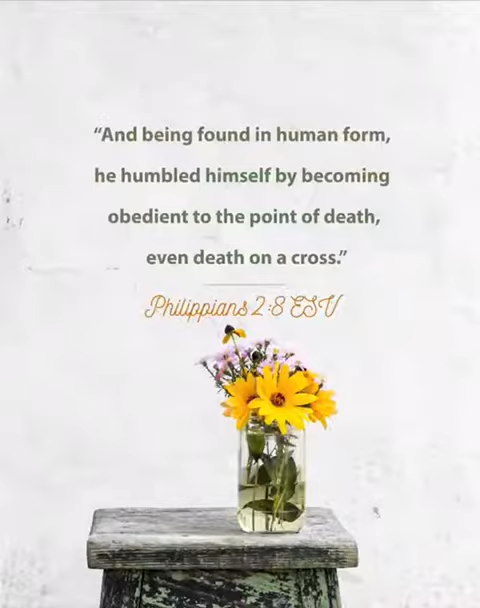 “And being found in human form,
he humbled himself by becoming
obedient to the point of death,
even death on a cross.”
Philippians 2:8 ESV